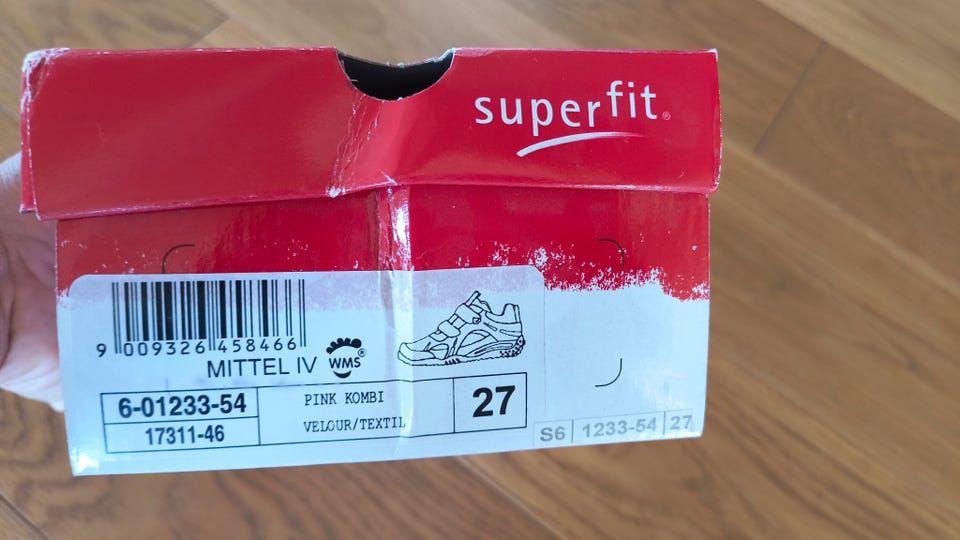 superfit®
9 009326 458466
MITTEL IV WMS®
6-01233-54 PINK KOMBI 27
17311-46 VELOUR/TEXTIL
S6 1233-54 27